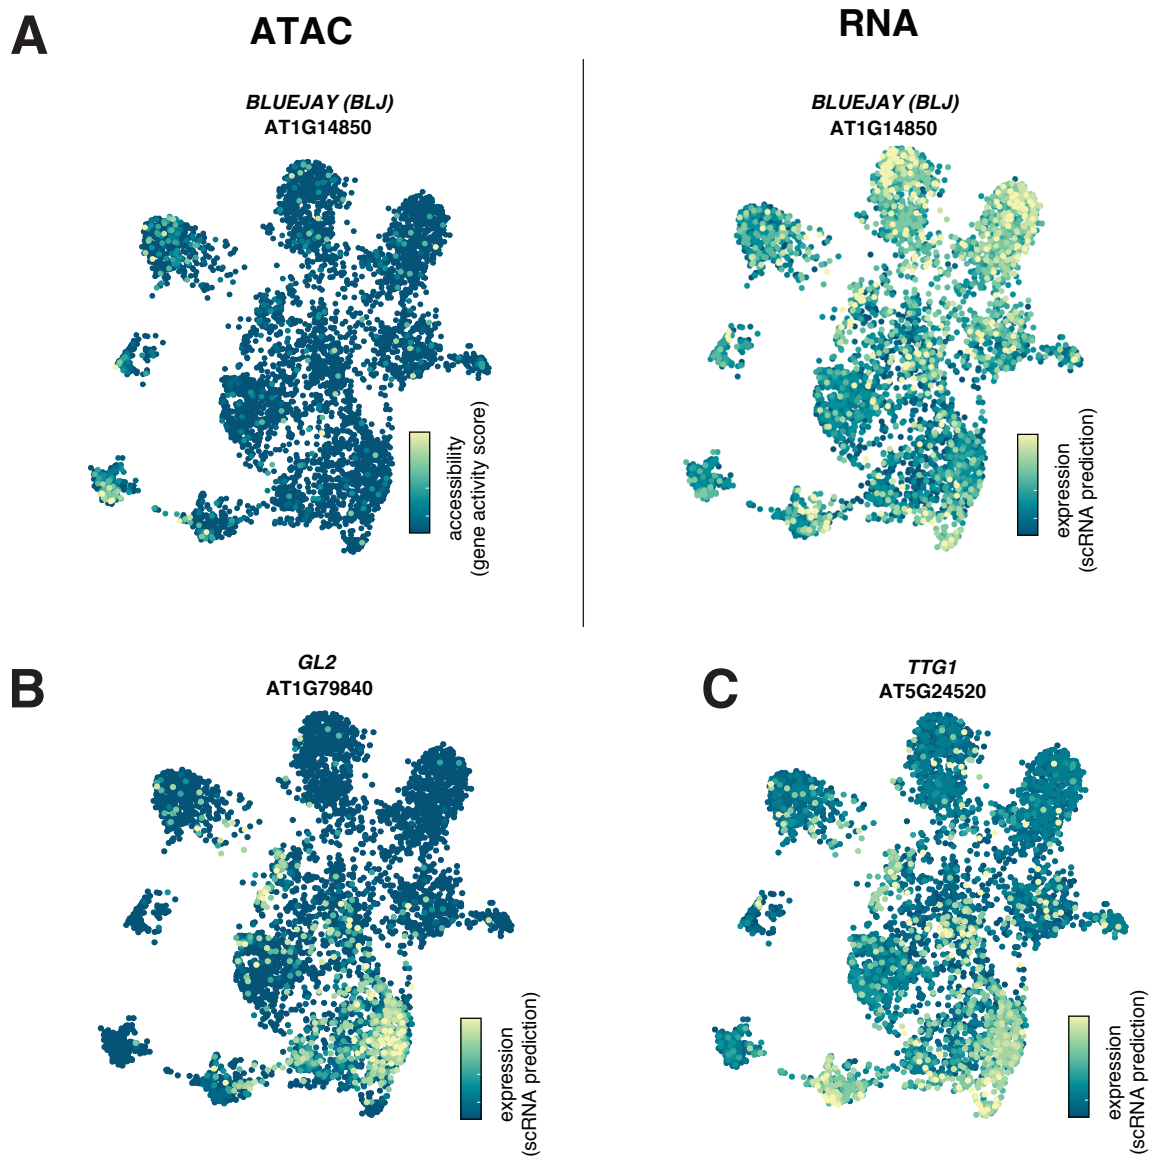 A
ATAC
RNA
BLUEJAY (BLJ)
AT1G14850
accessibility
(gene activity score)
BLUEJAY (BLJ)
AT1G14850
expression
(scRNA prediction)
B
GL2
AT1G79840
expression
(scRNA prediction)
C
TTG1
AT5G24520
expression
(scRNA prediction)